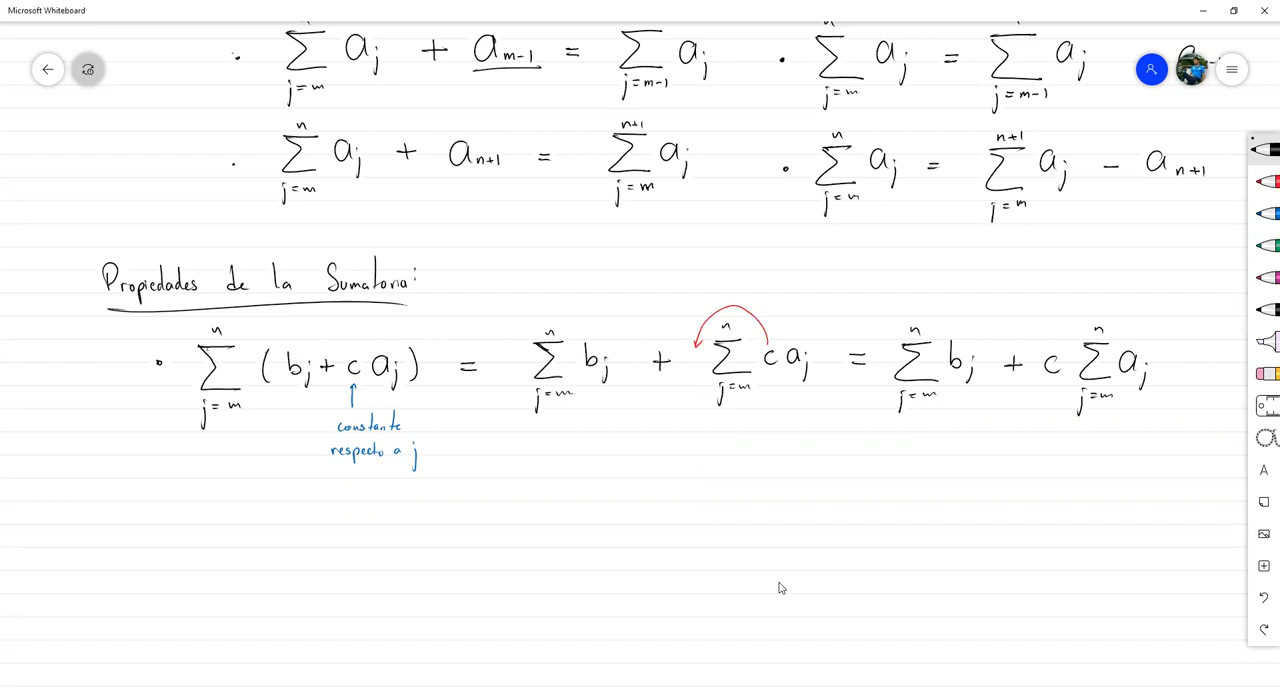 Microsoft Whiteboard
· ∑_{j=m} a_j + a_{m-1} = ∑_{j=m-1} a_j · ∑_{j=m} a_j = ∑_{j=m-1} a_j
· ∑_{j=m}^{n} a_j + a_{n+1} = ∑_{j=m}^{n+1} a_j · ∑_{j=m}^{n} a_j = ∑_{j=m}^{n+1} a_j - a_{n+1}
Propiedades de la Sumatoria:
· ∑_{j=m}^{n} (b_j + c a_j) = ∑_{j=m}^{n} b_j + ∑_{j=m}^{n} c a_j = ∑_{j=m}^{n} b_j + c ∑_{j=m}^{n} a_j
constante
respecto a j